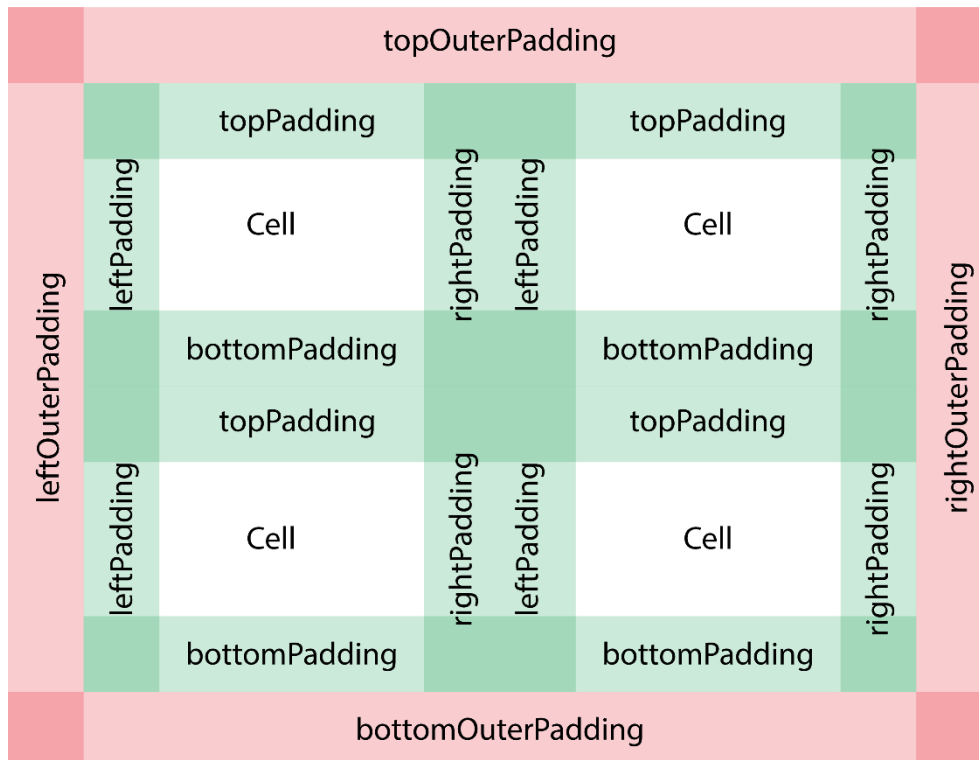 topOuterPadding
topPadding
topPadding
leftOuterPadding
leftPadding
Cell
rightPadding
leftPadding
Cell
rightPadding
rightOuterPadding
bottomPadding
bottomPadding
topPadding
topPadding
leftPadding
Cell
rightPadding
leftPadding
Cell
rightPadding
bottomPadding
bottomPadding
bottomOuterPadding